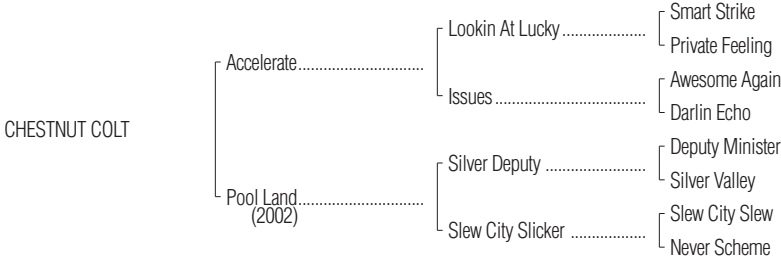 Smart Strike
Lookin At Lucky....................
Private Feeling
Accelerate..............................
Awesome Again
Issues....................................
Darlin Echo
CHESTNUT COLT
Deputy Minister
Silver Deputy ........................
Silver Valley
Pool Land..............................
(2002)
Slew City Slew
Slew City Slicker ..................
Never Scheme